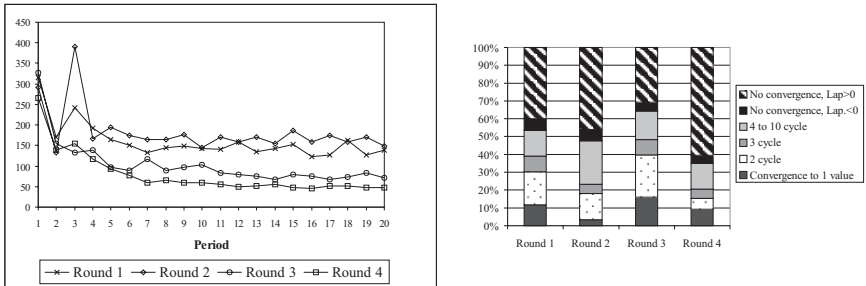 450
400
350
300
250
200
150
100
50
0
1 2 3 4 5 6 7 8 9 10 11 12 13 14 15 16 17 18 19 20
Period
Round 1 Round 2 Round 3 Round 4
100%
90%
80%
70%
60%
50%
40%
30%
20%
10%
0%
Round 1 Round 2 Round 3 Round 4
No convergence, Lap>0
No convergence, Lap.<0
4 to 10 cycle
3 cycle
2 cycle
Convergence to 1 value